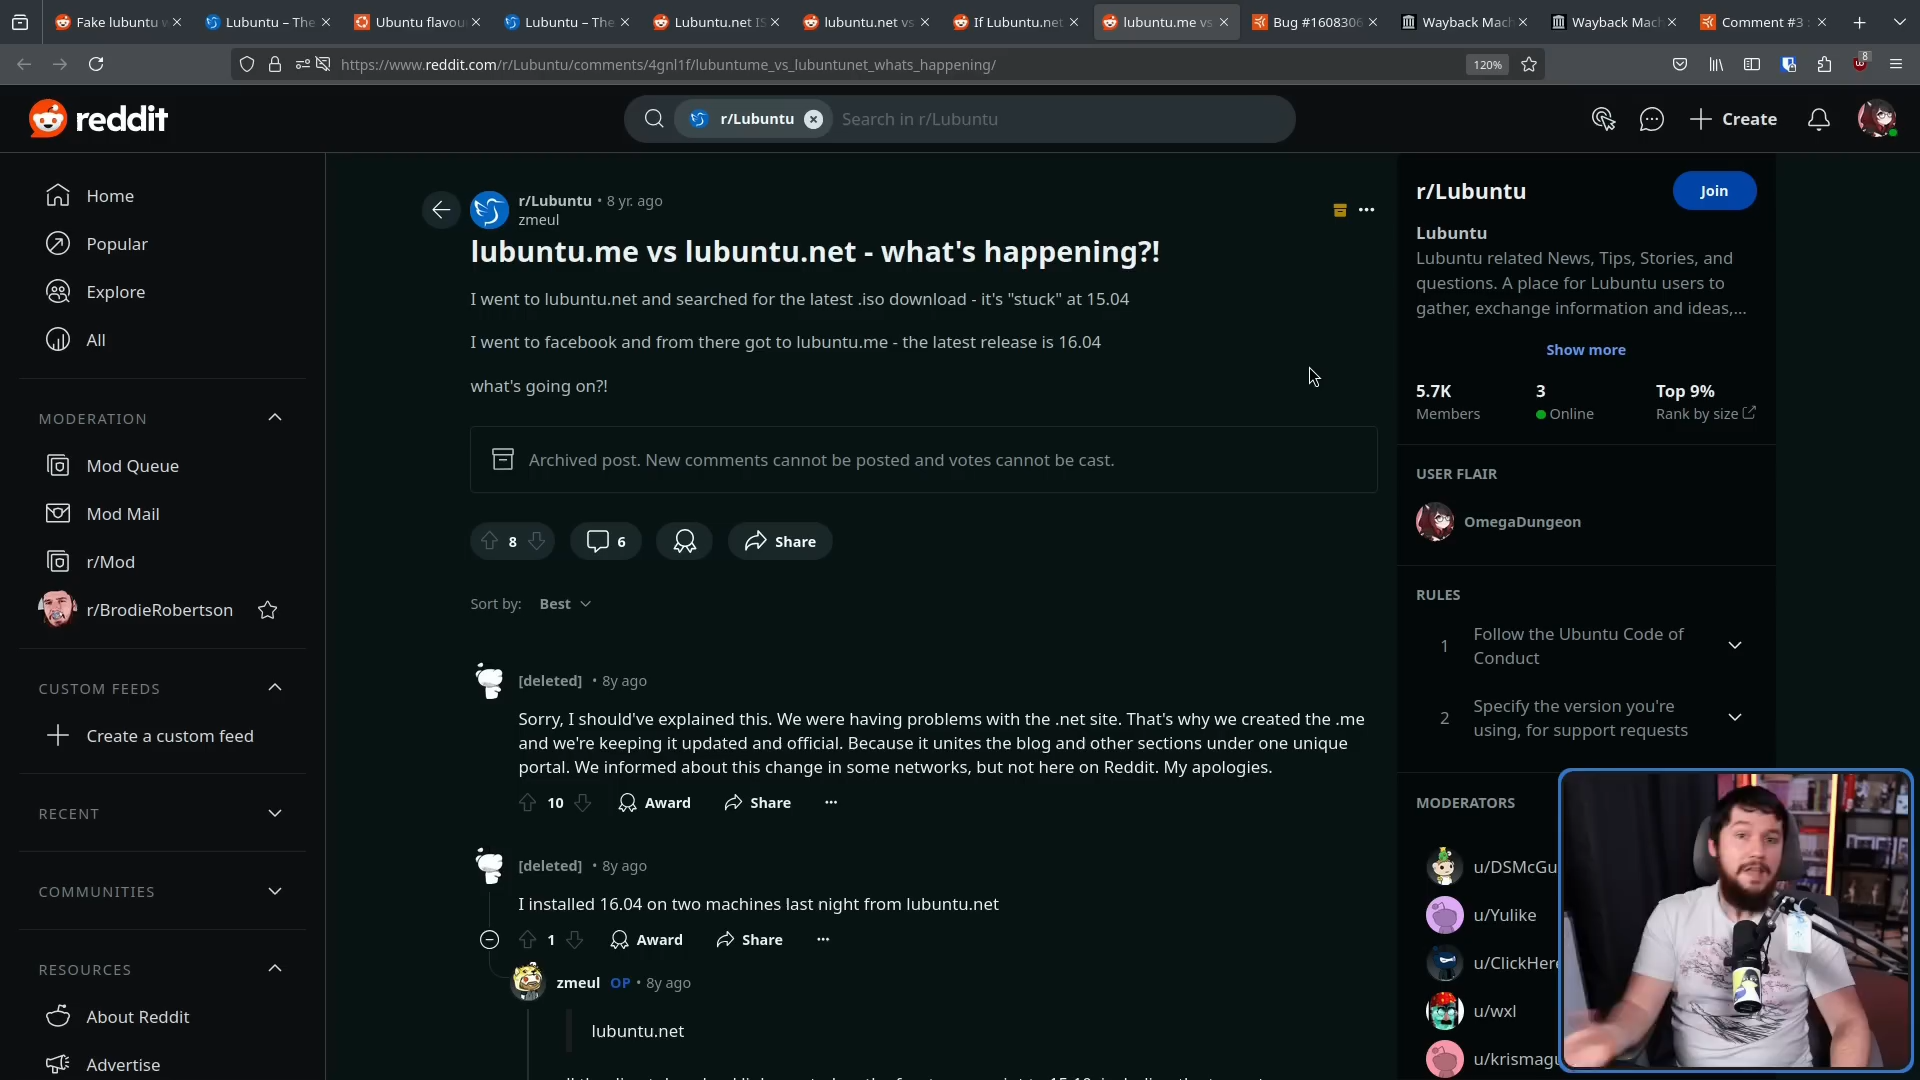 Fake lubuntu w
Lubuntu – The
Ubuntu flavou
Lubuntu – The
Lubuntu.net IS
lubuntu.net vs
If Lubuntu.net
lubuntu.me vs
Bug #1608306
Wayback Mach
Wayback Mach
Comment #3 :
https://www.reddit.com/r/Lubuntu/comments/4gnl1f/lubuntume_vs_lubuntunet_whats_happening/
120%
8
reddit
r/Lubuntu
Search in r/Lubuntu
Create
Home
Popular
Explore
All
MODERATION
Mod Queue
Mod Mail
r/Mod
r/BrodieRobertson
CUSTOM FEEDS
Create a custom feed
RECENT
COMMUNITIES
RESOURCES
About Reddit
Advertise
r/Lubuntu • 8 yr. ago
zmeul
lubuntu.me vs lubuntu.net - what's happening?!
I went to lubuntu.net and searched for the latest .iso download - it's "stuck" at 15.04
I went to facebook and from there got to lubuntu.me - the latest release is 16.04
what's going on?!
Archived post. New comments cannot be posted and votes cannot be cast.
8
6
Share
Sort by: Best
[deleted] • 8y ago
Sorry, I should've explained this. We were having problems with the .net site. That's why we created the .me
and we're keeping it updated and official. Because it unites the blog and other sections under one unique
portal. We informed about this change in some networks, but not here on Reddit. My apologies.
10 Award Share
[deleted] • 8y ago
I installed 16.04 on two machines last night from lubuntu.net
1 Award Share
zmeul OP • 8y ago
lubuntu.net
r/Lubuntu
Join
Lubuntu
Lubuntu related News, Tips, Stories, and
questions. A place for Lubuntu users to
gather, exchange information and ideas,...
Show more
5.7K 3 Top 9%
Members Online Rank by size
USER FLAIR
OmegaDungeon
RULES
1 Follow the Ubuntu Code of
Conduct
2 Specify the version you're
using, for support requests
MODERATORS
u/DSMcGu
u/Yulike
u/ClickHere
u/wxl
u/krismagu